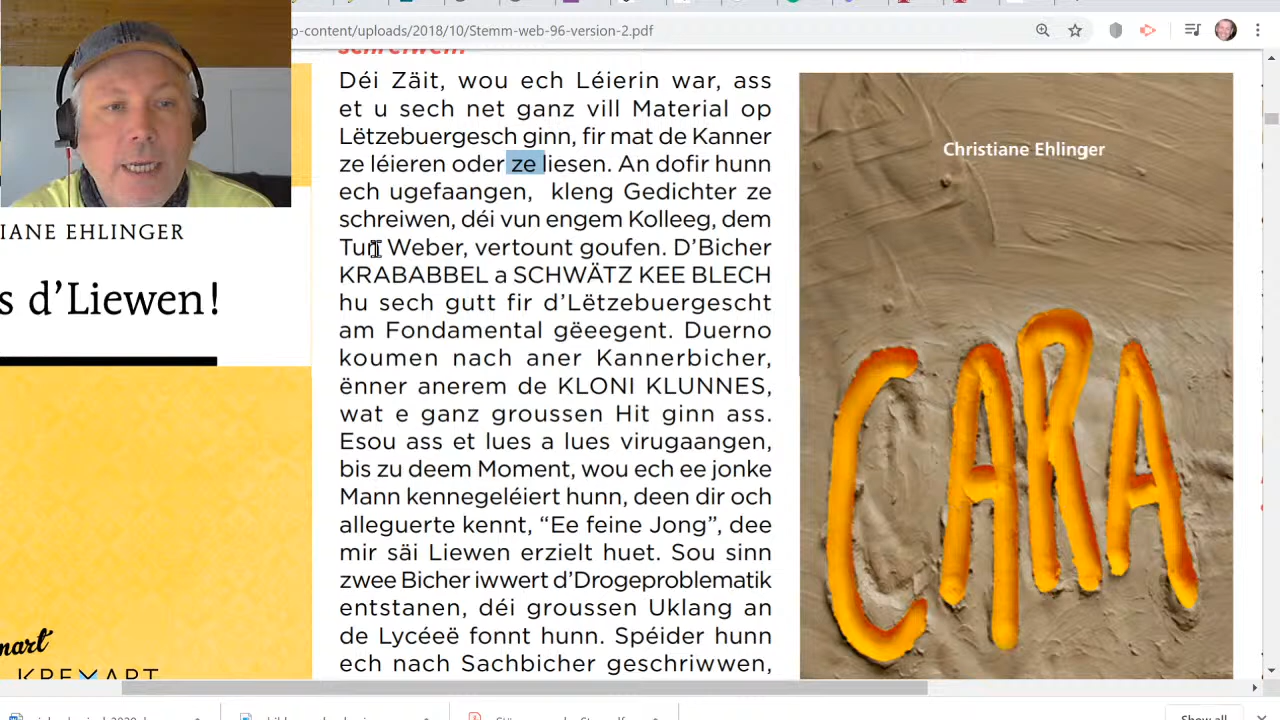 p-content/uploads/2018/10/Stemm-web-96-version-2.pdf
IANE EHLINGER
s d'Liewen!
Déi Zäit, wou ech Léierin war, ass
et u sech net ganz vill Material op
Lëtzebuergesch ginn, fir mat de Kanner
ze léieren oder ze liesen. An dofir hunn
ech ugefaangen, kleng Gedichter ze
schreiwen, déi vun engem Kolleeg, dem
Tun Weber, vertount goufen. D'Bicher
KRABABBEL a SCHWÄTZ KEE BLECH
hu sech gutt fir d'Lëtzebuergescht
am Fondamental gëeegent. Duerno
koumen nach aner Kannerbicher,
ënner anerem de KLONI KLUNNES,
wat e ganz groussen Hit ginn ass.
Esou ass et lues a lues virugaangen,
bis zu deem Moment, wou ech ee jonke
Mann kennegeléiert hunn, deen dir och
alleguerte kennt, “Ee feine Jong”, dee
mir säi Liewen erzielt huet. Sou sinn
zwee Bicher iwwert d'Drogeproblematik
entstanen, déi groussen Uklang an
de Lycéeë fonnt hunn. Spéider hunn
ech nach Sachbicher geschriwwen,
Christiane Ehlinger
CARA
Show all